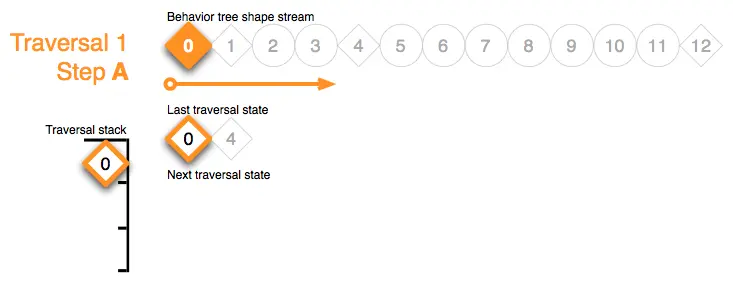 Behavior tree shape stream
Traversal 1
Step A
0 1 2 3 4 5 6 7 8 9 10 11 12
Last traversal state
0 4
Traversal stack
0
Next traversal state